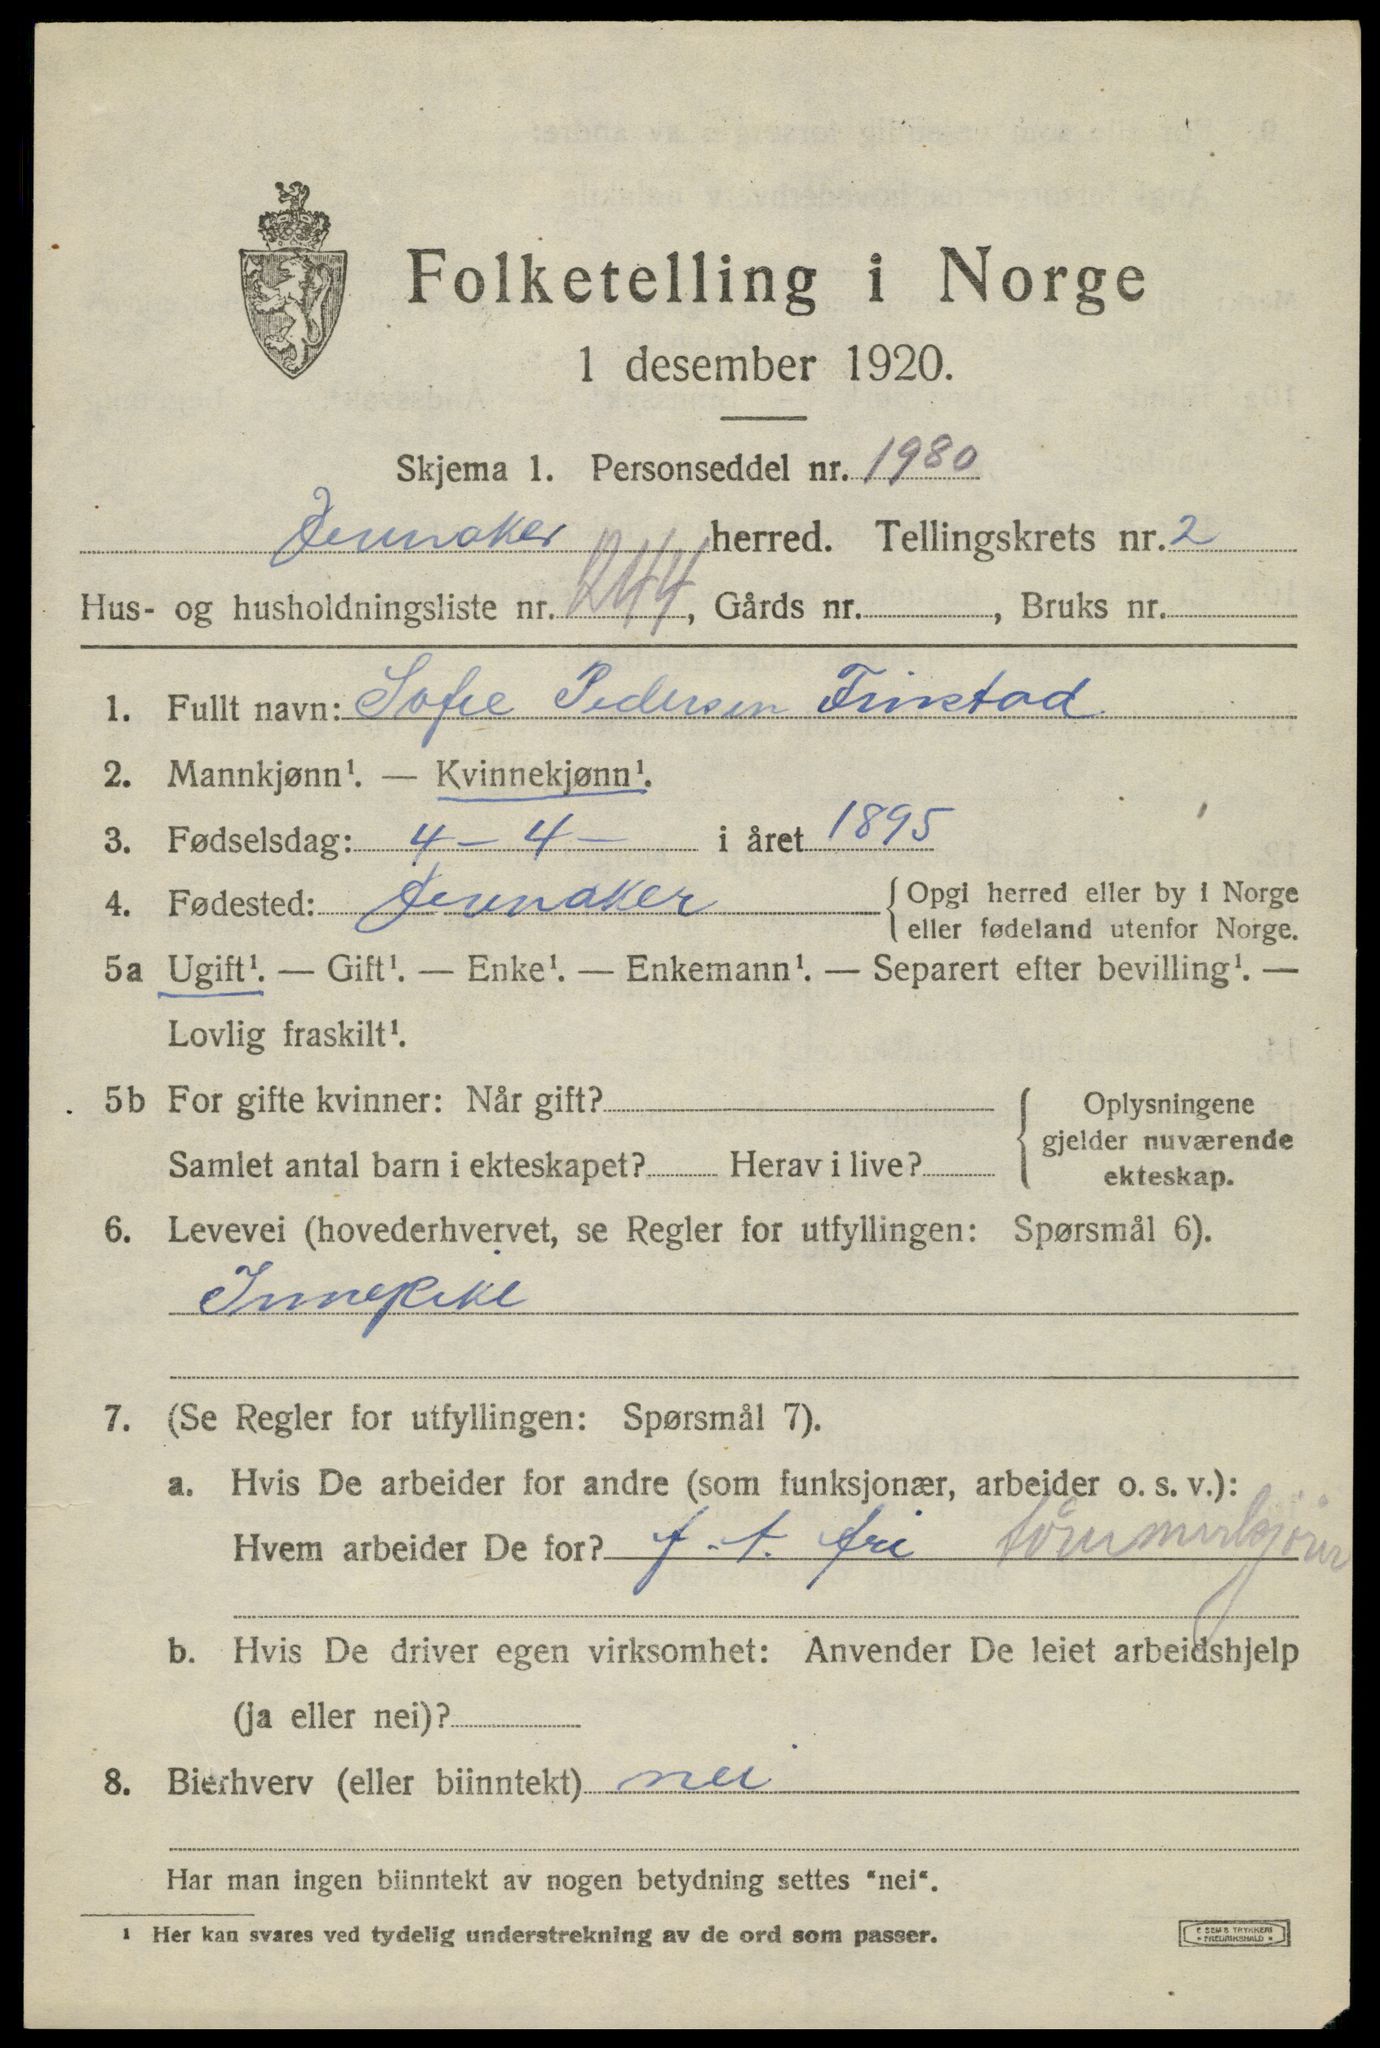 Folketelling i Norge
1 desember 1920.
Skjema 1. Personseddel nr. 1980
Jevnaker herred. Tellingskrets nr. 2
Hus- og husholdningsliste nr. 244, Gårds nr. , Bruks nr.
1. Fullt navn: Sofie Pedersen Finstad
2. Mannkjønn¹. — Kvinnekjønn¹.
3. Fødselsdag: 4 - 4 - i året 1895
4. Fødested: Jevnaker { Opgi herred eller by i Norge
eller fødeland utenfor Norge.
5a Ugift¹. — Gift¹. — Enke¹. — Enkemann¹. — Separert efter bevilling¹. —
Lovlig fraskilt¹.
5b For gifte kvinner: Når gift? { Oplysningene
gjelder nuværende
ekteskap.
Samlet antal barn i ekteskapet? Herav i live?
6. Levevei (hovederhvervet, se Regler for utfyllingen: Spørsmål 6).
Innepike
7. (Se Regler for utfyllingen: Spørsmål 7).
a. Hvis De arbeider for andre (som funksjonær, arbeider o. s. v.):
Hvem arbeider De for? f. t. fri
b. Hvis De driver egen virksomhet: Anvender De leiet arbeidshjelp
(ja eller nei)?
8. Bierhverv (eller biinntekt) nei
Har man ingen biinntekt av nogen betydning settes "nei".
¹ Her kan svares ved tydelig understrekning av de ord som passer.
E SEM'S TRYKKERI
FREDRIKSHALD